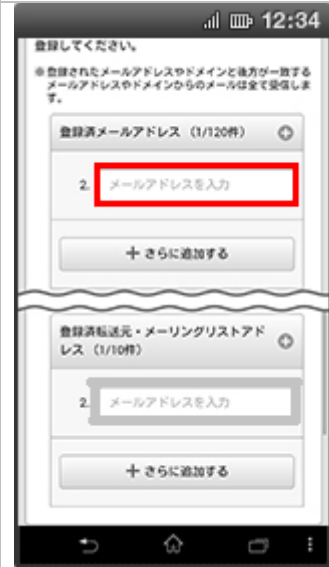 12:34
登録してください。
※登録されたメールアドレスやドメインと後方が一致する
メールアドレスやドメインからのメールは全て受信しま
す。
登録済メールアドレス （1/120件）
2. メールアドレスを入力
＋さらに追加する
登録済転送元・メーリングリストアド
レス （1/10件）
2. メールアドレスを入力
＋さらに追加する